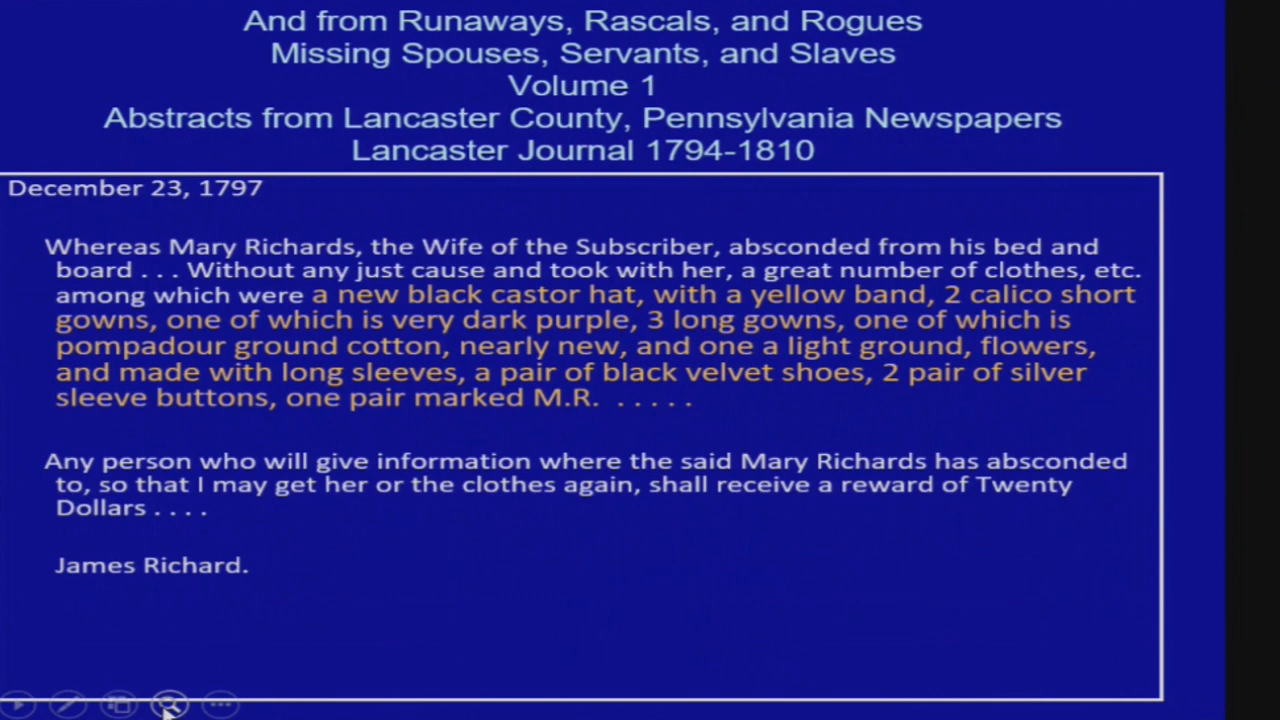 And from Runaways, Rascals, and Rogues
Missing Spouses, Servants, and Slaves
Volume 1
Abstracts from Lancaster County, Pennsylvania Newspapers
Lancaster Journal 1794-1810
December 23, 1797
Whereas Mary Richards, the Wife of the Subscriber, absconded from his bed and
board . . . Without any just cause and took with her, a great number of clothes, etc.
among which were a new black castor hat, with a yellow band, 2 calico short
gowns, one of which is very dark purple, 3 long gowns, one of which is
pompadour ground cotton, nearly new, and one a light ground, flowers,
and made with long sleeves, a pair of black velvet shoes, 2 pair of silver
sleeve buttons, one pair marked M.R. . . . . .
Any person who will give information where the said Mary Richards has absconded
to, so that I may get her or the clothes again, shall receive a reward of Twenty
Dollars . . . .
James Richard.